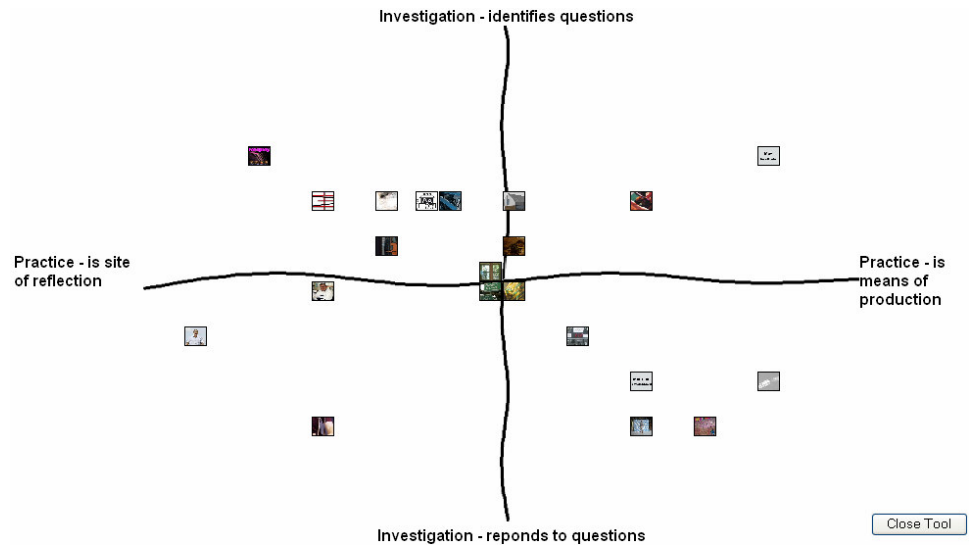 Investigation - identifies questions
Practice - is site
of reflection
Practice - is
means of
production
Investigation - reponds to questions
Close Tool